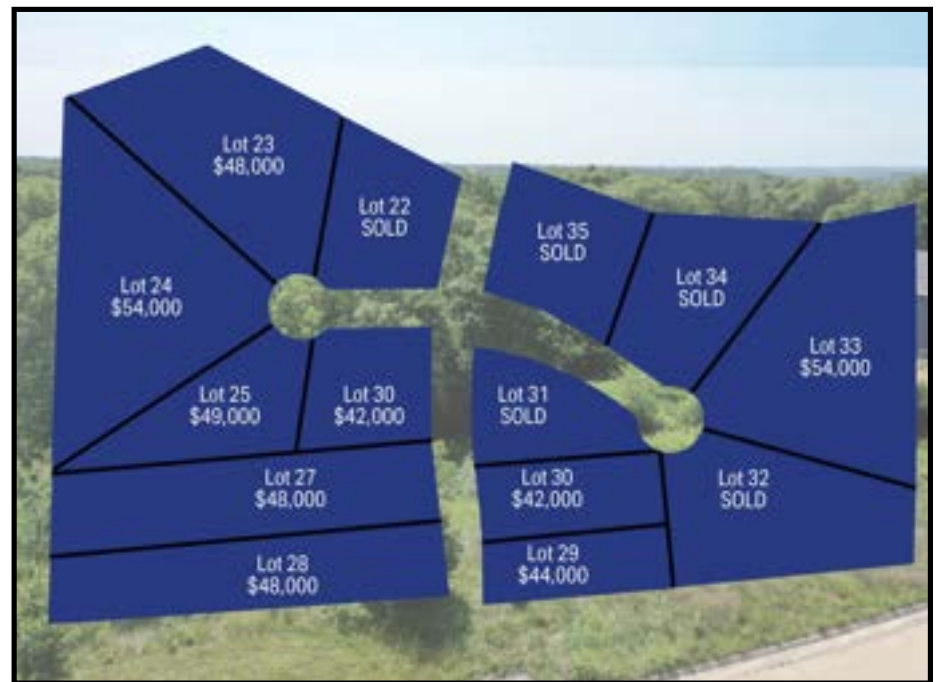 Lot 23
$48,000
Lot 22
SOLD
Lot 35
SOLD
Lot 34
SOLD
Lot 24
$54,000
Lot 33
$54,000
Lot 25
$49,000
Lot 30
$42,000
Lot 31
SOLD
Lot 27
$48,000
Lot 30
$42,000
Lot 32
SOLD
Lot 28
$48,000
Lot 29
$44,000